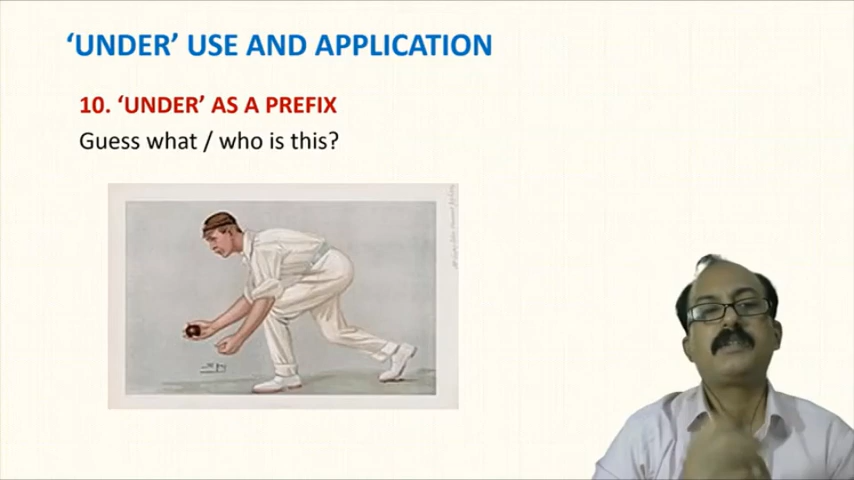 ‘UNDER’ USE AND APPLICATION
10. ‘UNDER’ AS A PREFIX
Guess what / who is this?